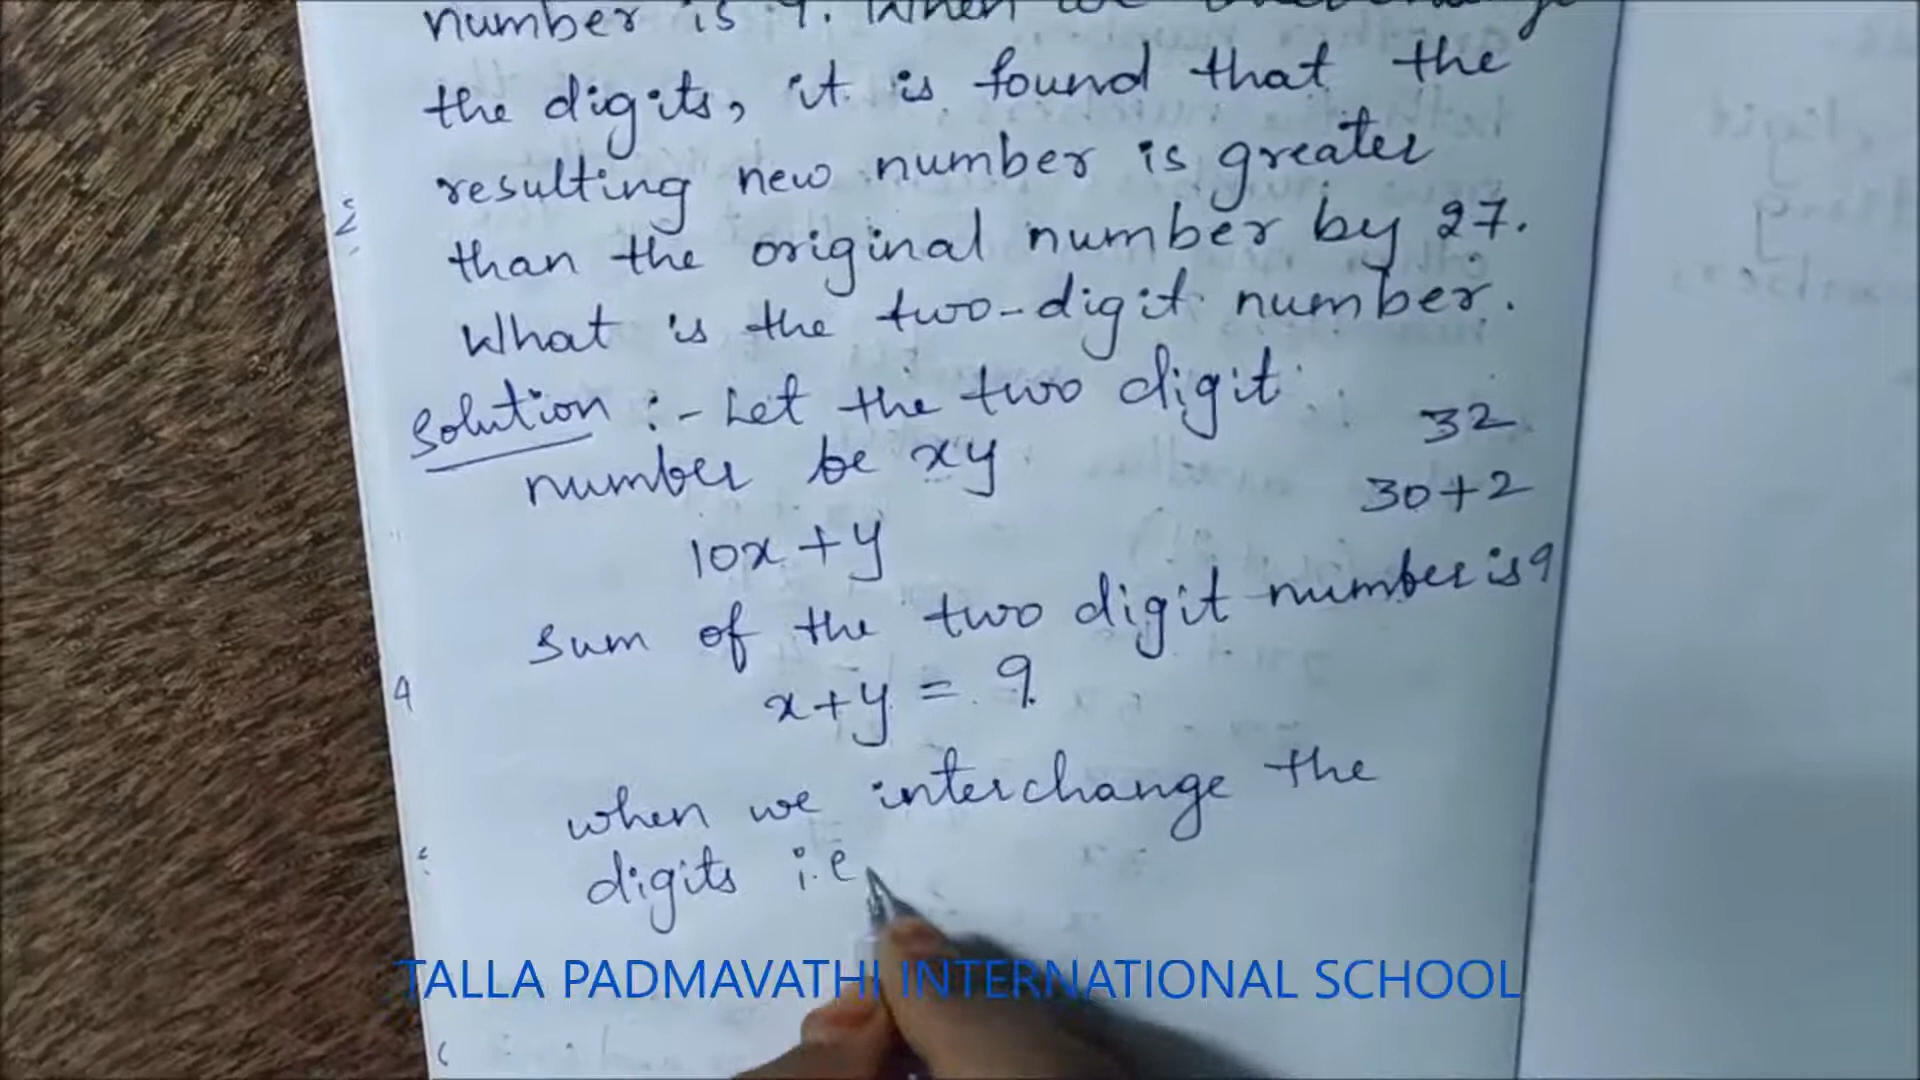 number is 9. When we interchange
the digits, it is found that the
resulting new number is greater
than the original number by 27.
What is the two-digit number.
Solution :- Let the two digit
number be xy
32
30+2
10x+y
sum of the two digit number is 9
x+y = 9
when we interchange the
digits i.e
TALLA PADMAVATHI INTERNATIONAL SCHOOL